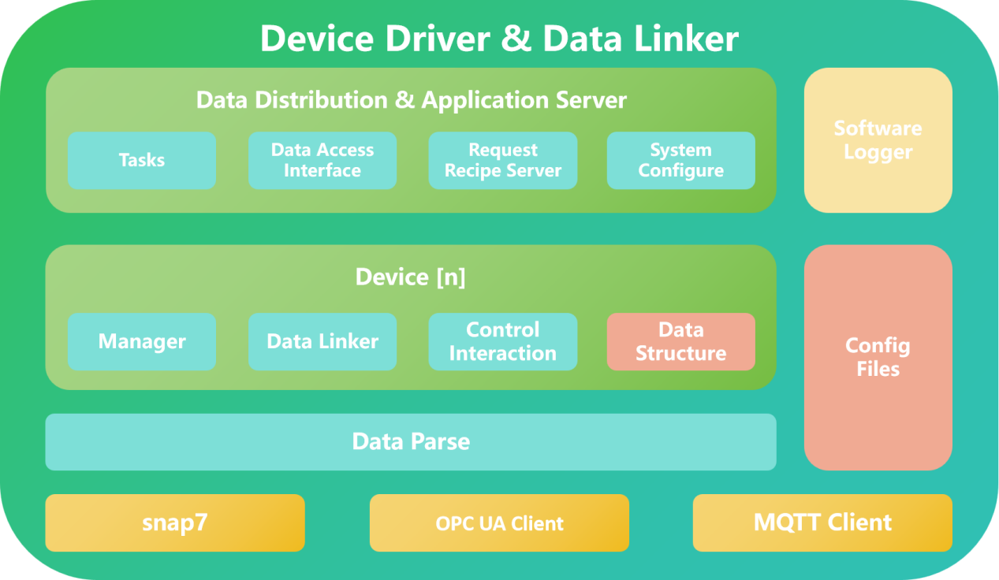 Device Driver & Data Linker
Data Distribution & Application Server
Tasks
Data Access
Interface
Request
Recipe Server
System
Configure
Software
Logger
Device [n]
Manager
Data Linker
Control
Interaction
Data
Structure
Config
Files
Data Parse
snap7
OPC UA Client
MQTT Client